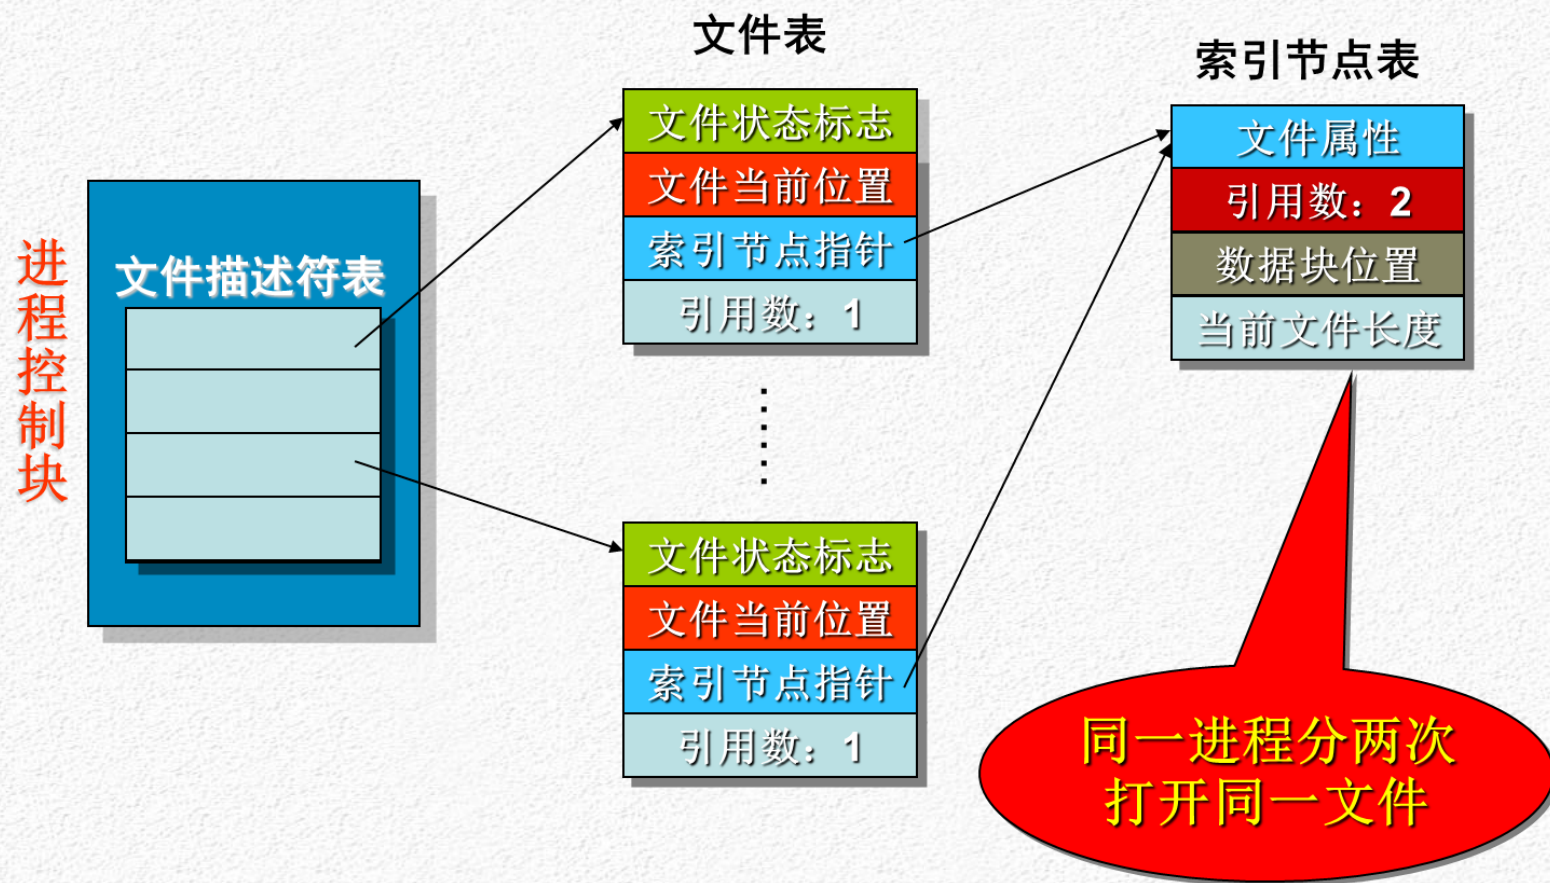 文件表
索引节点表
进程控制块
文件描述符表
文件状态标志
文件当前位置
索引节点指针
引用数：1
文件属性
引用数：2
数据块位置
当前文件长度
文件状态标志
文件当前位置
索引节点指针
引用数：1
同一进程分两次
打开同一文件